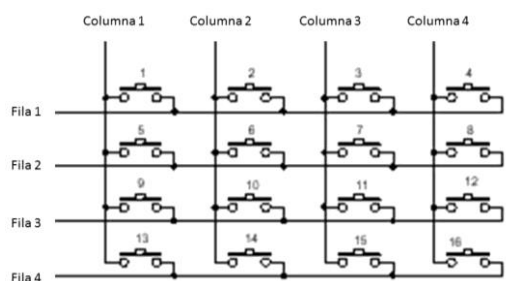 Columna 1 Columna 2 Columna 3 Columna 4
1 2 3 4
Fila 1
5 6 7 8
Fila 2
9 10 11 12
Fila 3
13 14 15 16
Fila 4